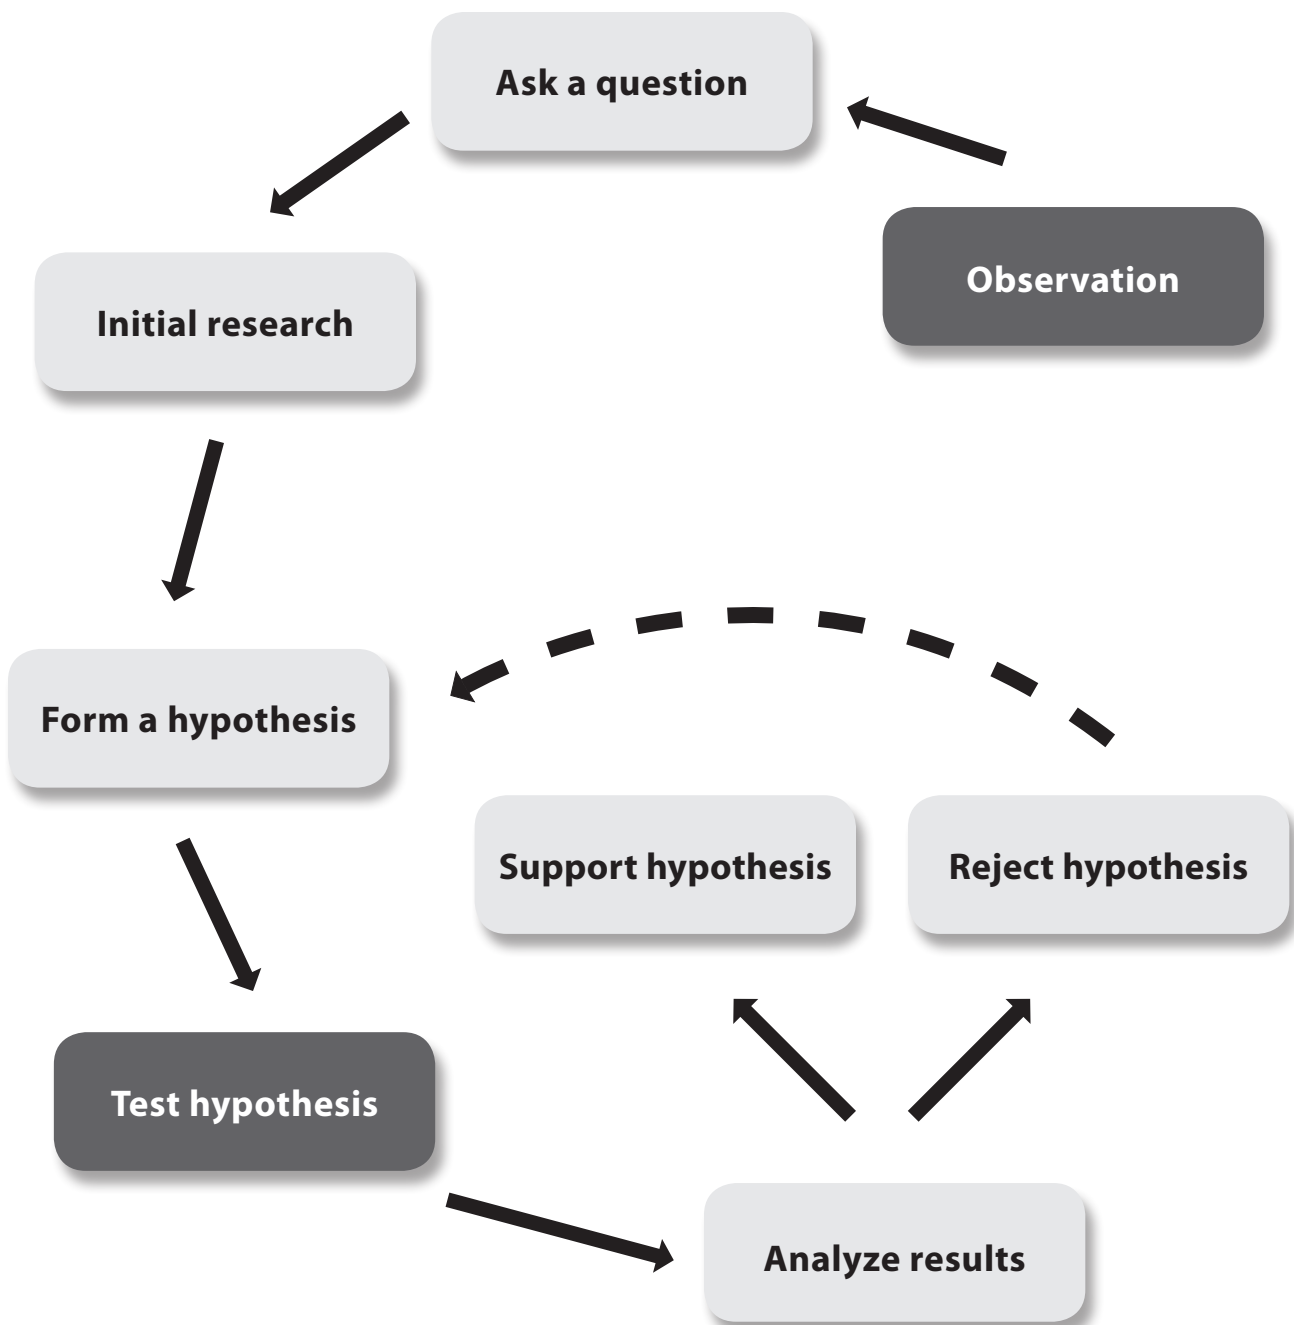 Ask a question
Observation
Initial research
Form a hypothesis
Support hypothesis
Reject hypothesis
Test hypothesis
Analyze results